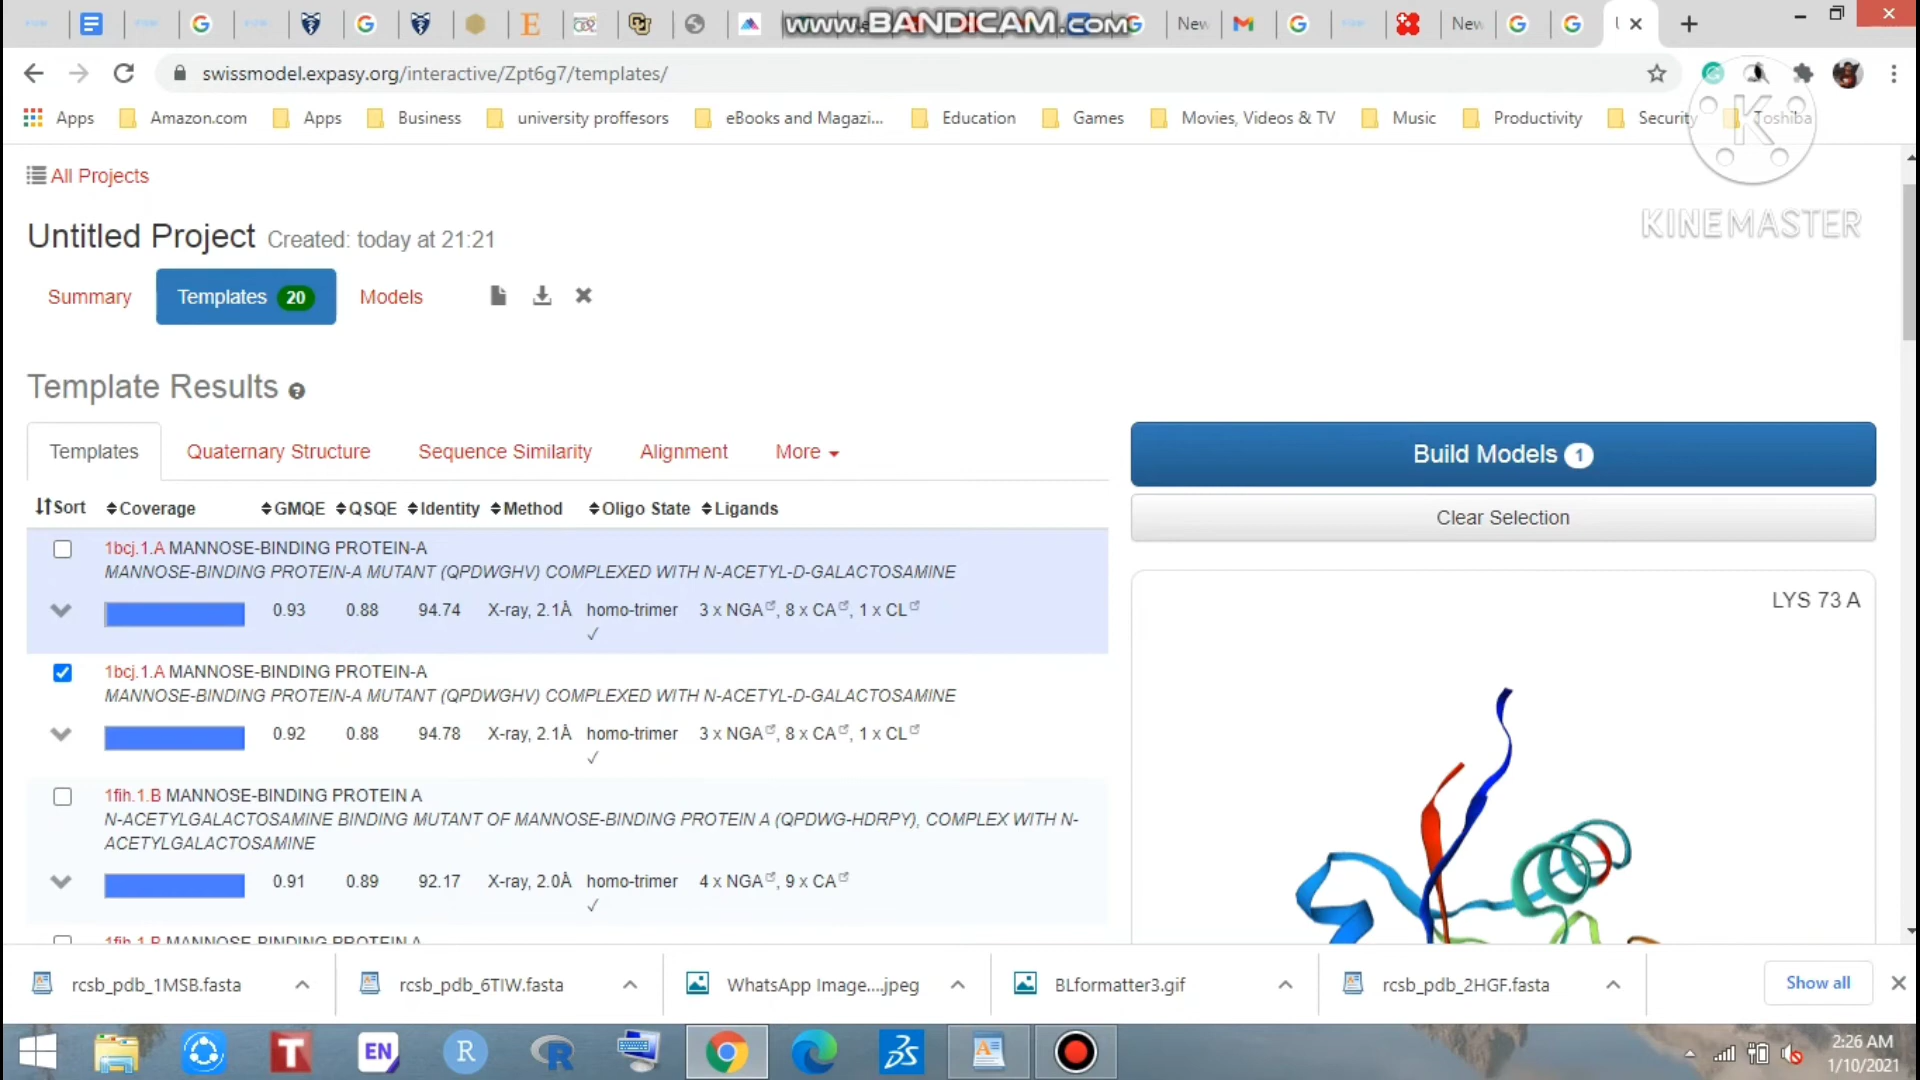 www.BANDICAM.com
New
New
swissmodel.expasy.org/interactive/Zpt6g7/templates/
Apps
Amazon.com
Apps
Business
university proffesors
eBooks and Magazi...
Education
Games
Movies, Videos & TV
Music
Productivity
Security
Toshiba
K
KINEMASTER
All Projects
Untitled Project Created: today at 21:21
Summary
Templates 20
Models
Template Results
Templates
Quaternary Structure
Sequence Similarity
Alignment
More
Build Models 1
Clear Selection
Sort Coverage GMQE QSQE Identity Method Oligo State Ligands
1bcj.1.A MANNOSE-BINDING PROTEIN-A
MANNOSE-BINDING PROTEIN-A MUTANT (QPDWGHV) COMPLEXED WITH N-ACETYL-D-GALACTOSAMINE
0.93 0.88 94.74 X-ray, 2.1Å homo-trimer 3 x NGA, 8 x CA, 1 x CL
✓
LYS 73 A
1bcj.1.A MANNOSE-BINDING PROTEIN-A
MANNOSE-BINDING PROTEIN-A MUTANT (QPDWGHV) COMPLEXED WITH N-ACETYL-D-GALACTOSAMINE
0.92 0.88 94.78 X-ray, 2.1Å homo-trimer 3 x NGA, 8 x CA, 1 x CL
✓
1fih.1.B MANNOSE-BINDING PROTEIN A
N-ACETYLGALACTOSAMINE BINDING MUTANT OF MANNOSE-BINDING PROTEIN A (QPDWG-HDRPY), COMPLEX WITH N-
ACETYLGALACTOSAMINE
0.91 0.89 92.17 X-ray, 2.0Å homo-trimer 4 x NGA, 9 x CA
✓
1fih.1.B MANNOSE-BINDING PROTEIN A
rcsb_pdb_1MSB.fasta
rcsb_pdb_6TIW.fasta
WhatsApp Image....jpeg
BLformatter3.gif
rcsb_pdb_2HGF.fasta
Show all
EN
2:26 AM
1/10/2021